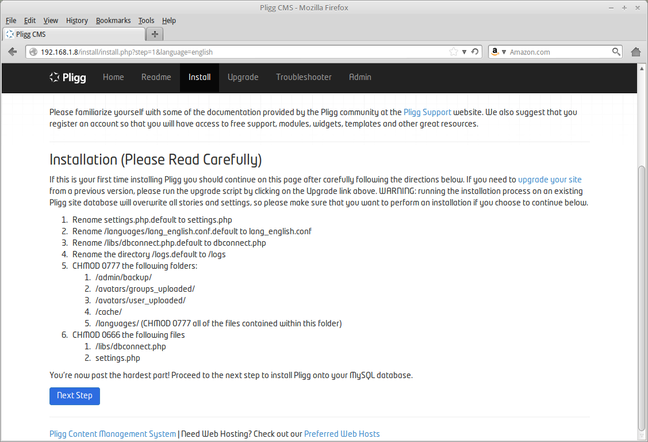 Pligg CMS - Mozilla Firefox
File Edit View History Bookmarks Tools Help
Pligg CMS
192.168.1.8/install/install.php?step=1&language=english
Amazon.com
Pligg Home Readme Install Upgrade Troubleshooter Admin
Please familiarize yourself with some of the documentation provided by the Pligg community at the Pligg Support website. We also suggest that you
register an account so that you will have access to free support, modules, widgets, templates and other great resources.
Installation (Please Read Carefully)
If this is your first time installing Pligg you should continue on this page after carefully following the directions below. If you need to upgrade your site
from a previous version, please run the upgrade script by clicking on the Upgrade link above. WARNING: running the installation process on an existing
Pligg site database will overwrite all stories and settings, so please make sure that you want to perform an installation if you choose to continue below.
1. Rename settings.php.default to settings.php
2. Rename /languages/lang_english.conf.default to lang_english.conf
3. Rename /libs/dbconnect.php.default to dbconnect.php
4. Rename the directory /logs.default to /logs
5. CHMOD 0777 the following folders:
1. /admin/backup/
2. /avatars/groups_uploaded/
3. /avatars/user_uploaded/
4. /cache/
5. /languages/ (CHMOD 0777 all of the files contained within this folder)
6. CHMOD 0666 the following files
1. /libs/dbconnect.php
2. settings.php
You're now past the hardest part! Proceed to the next step to install Pligg onto your MySQL database.
Next Step
Pligg Content Management System | Need Web Hosting? Check out our Preferred Web Hosts